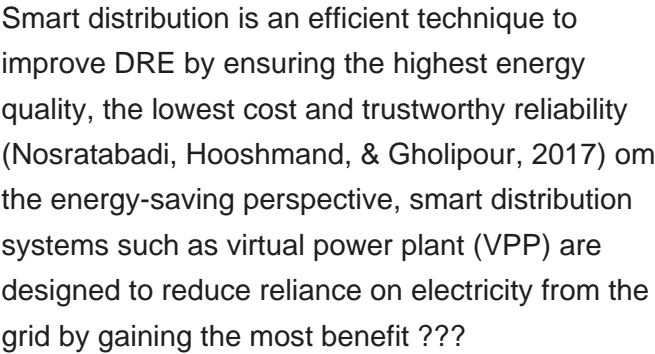 Smart distribution is an efficient technique to
improve DRE by ensuring the highest energy
quality, the lowest cost and trustworthy reliability
(Nosratabadi, Hooshmand, & Gholipour, 2017) om
the energy-saving perspective, smart distribution
systems such as virtual power plant (VPP) are
designed to reduce reliance on electricity from the
grid by gaining the most benefit ???